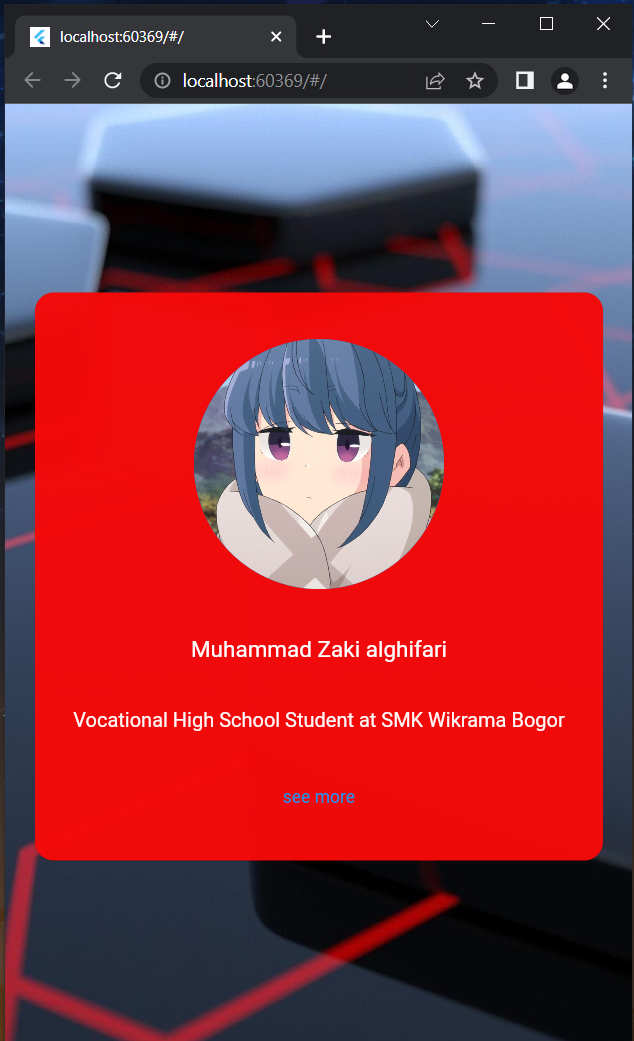 localhost:60369/#/
localhost:60369/#/
Muhammad Zaki alghifari
Vocational High School Student at SMK Wikrama Bogor
see more